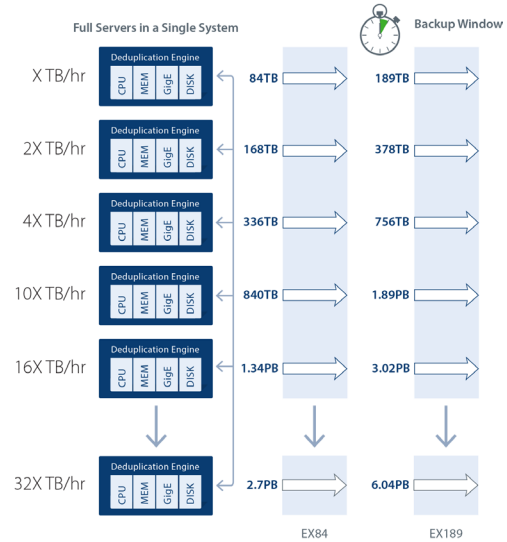 Full Servers in a Single System
Backup Window
X TB/hr
Deduplication Engine
CPU
MEM
GigE
DISK
84TB
189TB
2X TB/hr
Deduplication Engine
CPU
MEM
GigE
DISK
168TB
378TB
4X TB/hr
Deduplication Engine
CPU
MEM
GigE
DISK
336TB
756TB
10X TB/hr
Deduplication Engine
CPU
MEM
GigE
DISK
840TB
1.89PB
16X TB/hr
Deduplication Engine
CPU
MEM
GigE
DISK
1.34PB
3.02PB
32X TB/hr
Deduplication Engine
CPU
MEM
GigE
DISK
2.7PB
6.04PB
EX84
EX189